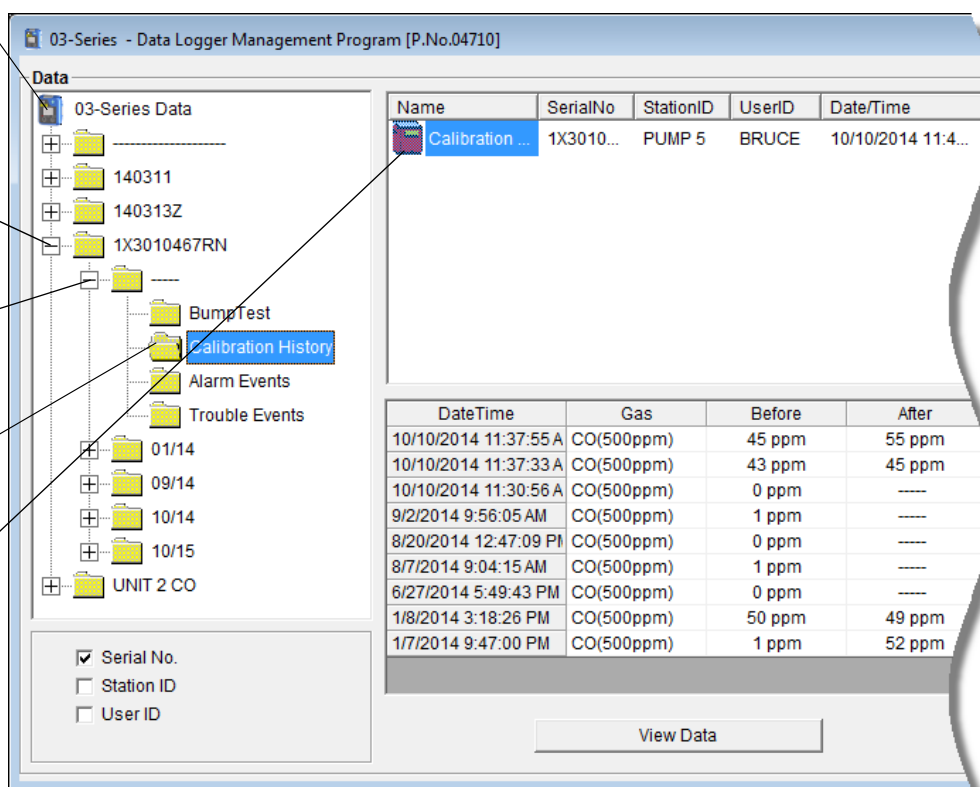 03-Series - Data Logger Management Program [P.No.04710]
Data
03-Series Data
--------------------
140311
140313Z
1X3010467RN
-----
BumpTest
Calibration History
Alarm Events
Trouble Events
01/14
09/14
10/14
10/15
UNIT 2 CO
Serial No.
Station ID
User ID
Name SerialNo StationID UserID Date/Time
Calibration ... 1X3010... PUMP 5 BRUCE 10/10/2014 11:4...
DateTime Gas Before After
10/10/2014 11:37:55 A CO(500ppm) 45 ppm 55 ppm
10/10/2014 11:37:33 A CO(500ppm) 43 ppm 45 ppm
10/10/2014 11:30:56 A CO(500ppm) 0 ppm -----
9/2/2014 9:56:05 AM CO(500ppm) 1 ppm -----
8/20/2014 12:47:09 PM CO(500ppm) 0 ppm -----
8/7/2014 9:04:15 AM CO(500ppm) 1 ppm -----
6/27/2014 5:49:43 PM CO(500ppm) 0 ppm -----
1/8/2014 3:18:26 PM CO(500ppm) 50 ppm 49 ppm
1/7/2014 9:47:00 PM CO(500ppm) 1 ppm 52 ppm
View Data